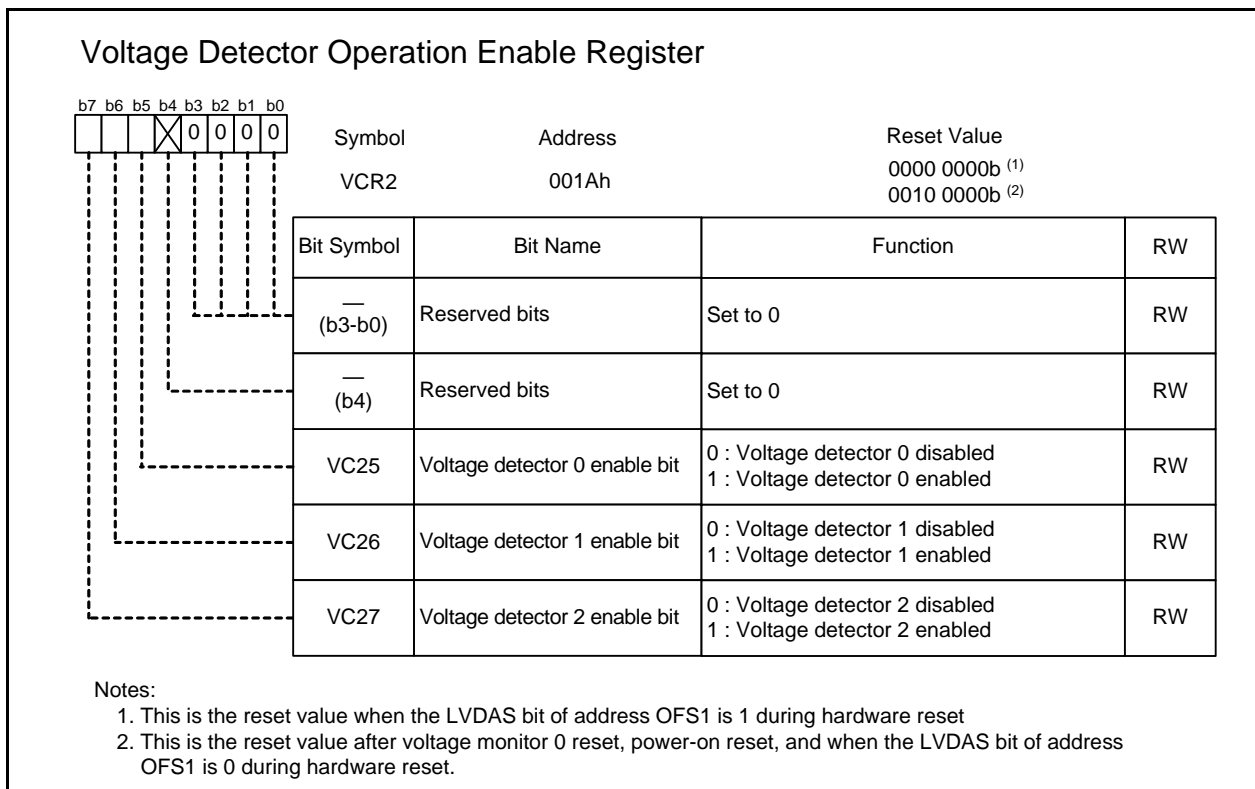 Voltage Detector Operation Enable Register
b7 b6 b5 b4 b3 b2 b1 b0
0 0 0 0
Symbol Address Reset Value
VCR2 001Ah 0000 0000b (1)
0010 0000b (2)
Bit Symbol Bit Name Function RW
—
(b3-b0) Reserved bits Set to 0 RW
—
(b4) Reserved bits Set to 0 RW
VC25 Voltage detector 0 enable bit 0 : Voltage detector 0 disabled RW
1 : Voltage detector 0 enabled
VC26 Voltage detector 1 enable bit 0 : Voltage detector 1 disabled RW
1 : Voltage detector 1 enabled
VC27 Voltage detector 2 enable bit 0 : Voltage detector 2 disabled RW
1 : Voltage detector 2 enabled
Notes:
1. This is the reset value when the LVDAS bit of address OFS1 is 1 during hardware reset
2. This is the reset value after voltage monitor 0 reset, power-on reset, and when the LVDAS bit of address
OFS1 is 0 during hardware reset.